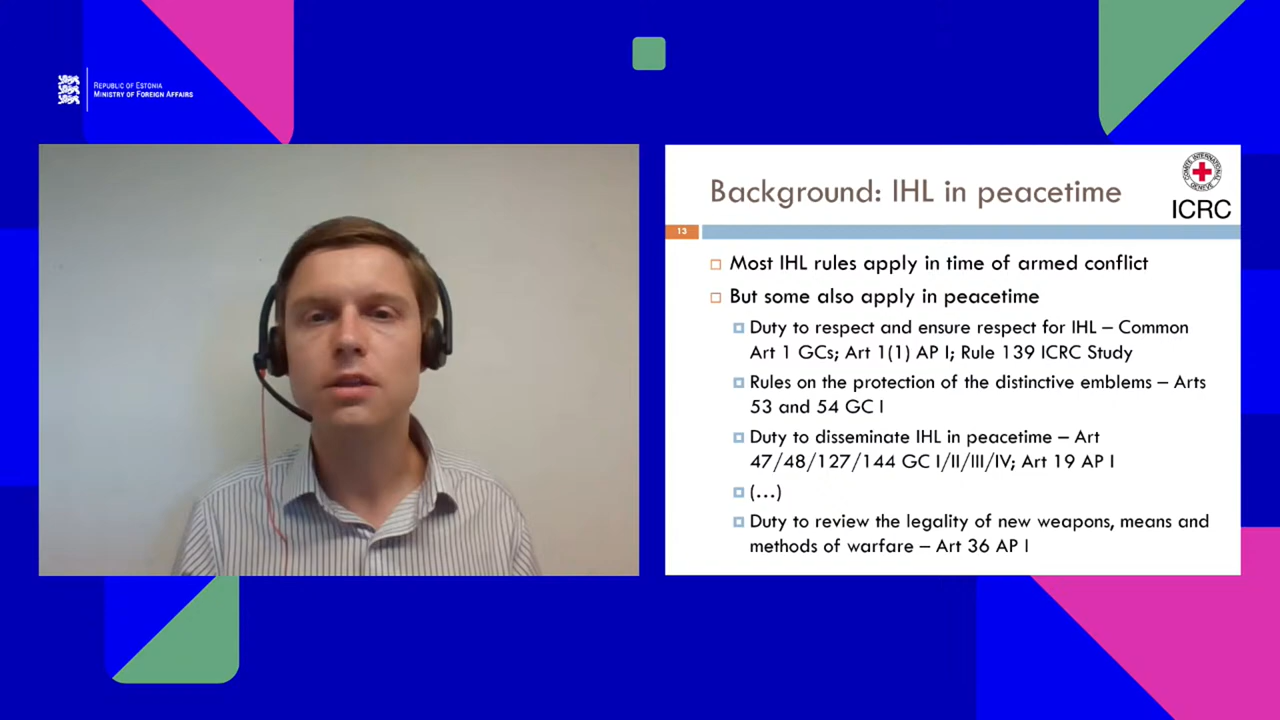 REPUBLIC OF ESTONIA
MINISTRY OF FOREIGN AFFAIRS
Background: IHL in peacetime
COMITE INTERNATIONAL
GENEVE
ICRC
13
Most IHL rules apply in time of armed conflict
But some also apply in peacetime
Duty to respect and ensure respect for IHL – Common
Art 1 GCs; Art 1(1) AP I; Rule 139 ICRC Study
Rules on the protection of the distinctive emblems – Arts
53 and 54 GC I
Duty to disseminate IHL in peacetime – Art
47/48/127/144 GC I/II/III/IV; Art 19 AP I
(…)
Duty to review the legality of new weapons, means and
methods of warfare – Art 36 AP I